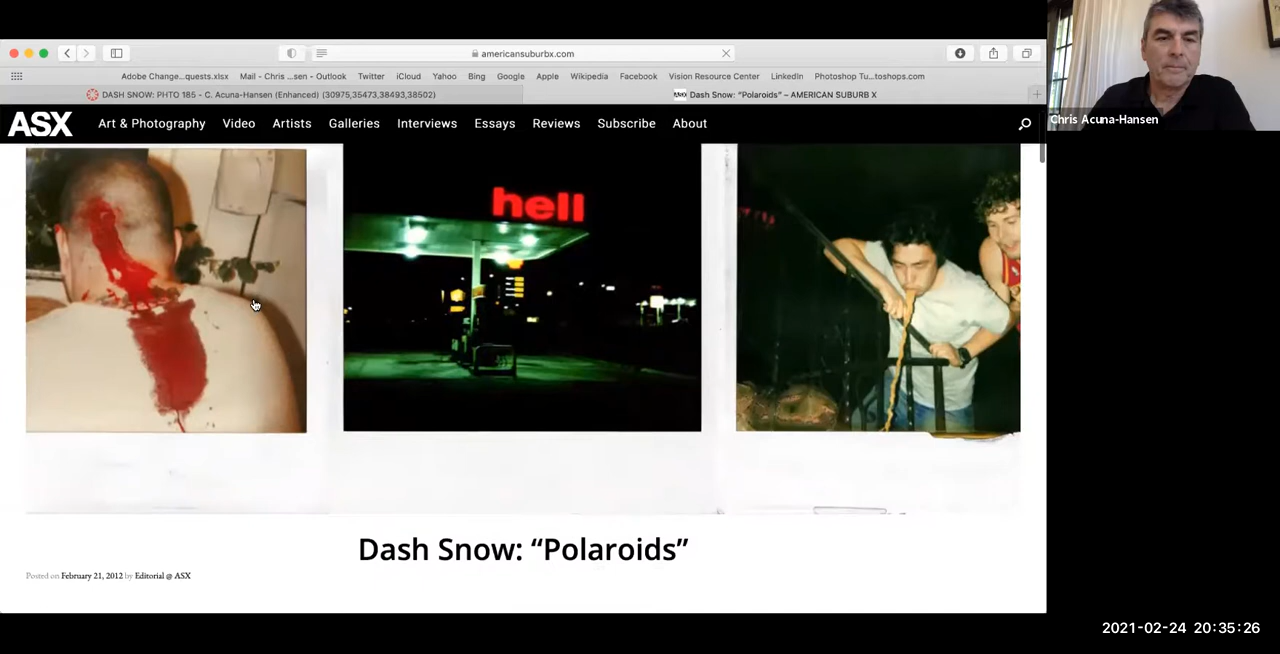 americansuburbx.com
Adobe Change...quests.xlsx Mail - Chris ...sen - Outlook Twitter iCloud Yahoo Bing Google Apple Wikipedia Facebook Vision Resource Center LinkedIn Photoshop Tu...toshops.com
DASH SNOW: PHTO 185 - C. Acuna-Hansen (Enhanced) (30975,35473,38493,38502) Dash Snow: "Polaroids" – AMERICAN SUBURB X
Chris Acuna-Hansen
ASX Art & Photography Video Artists Galleries Interviews Essays Reviews Subscribe About
hell
Dash Snow: “Polaroids”
Posted on February 21, 2012 by Editorial @ ASX
2021-02-24 20:35:26